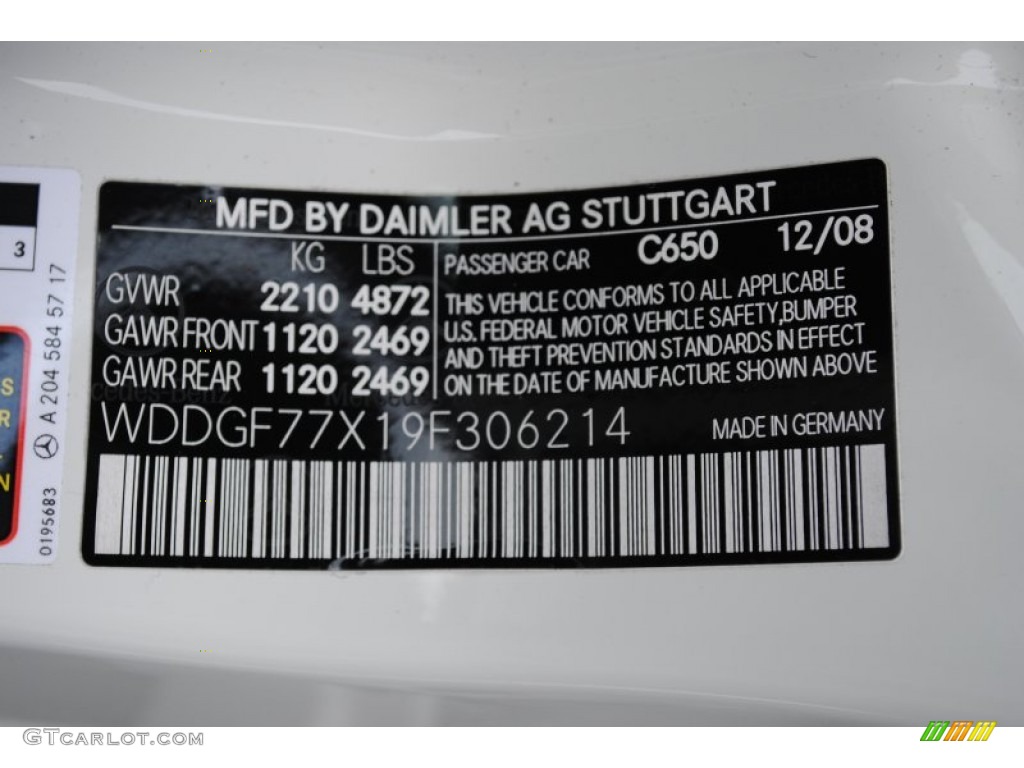 MFD BY DAIMLER AG STUTTGART
KG LBS
GVWR 2210 4872
GAWR FRONT 1120 2469
GAWR REAR 1120 2469
PASSENGER CAR C650 12/08
THIS VEHICLE CONFORMS TO ALL APPLICABLE
U.S. FEDERAL MOTOR VEHICLE SAFETY,BUMPER
AND THEFT PREVENTION STANDARDS IN EFFECT
ON THE DATE OF MANUFACTURE SHOWN ABOVE
WDDGF77X19F306214 MADE IN GERMANY
3
A 204 584 57 17
0195683
S
R
N
GTCARLOT.COM